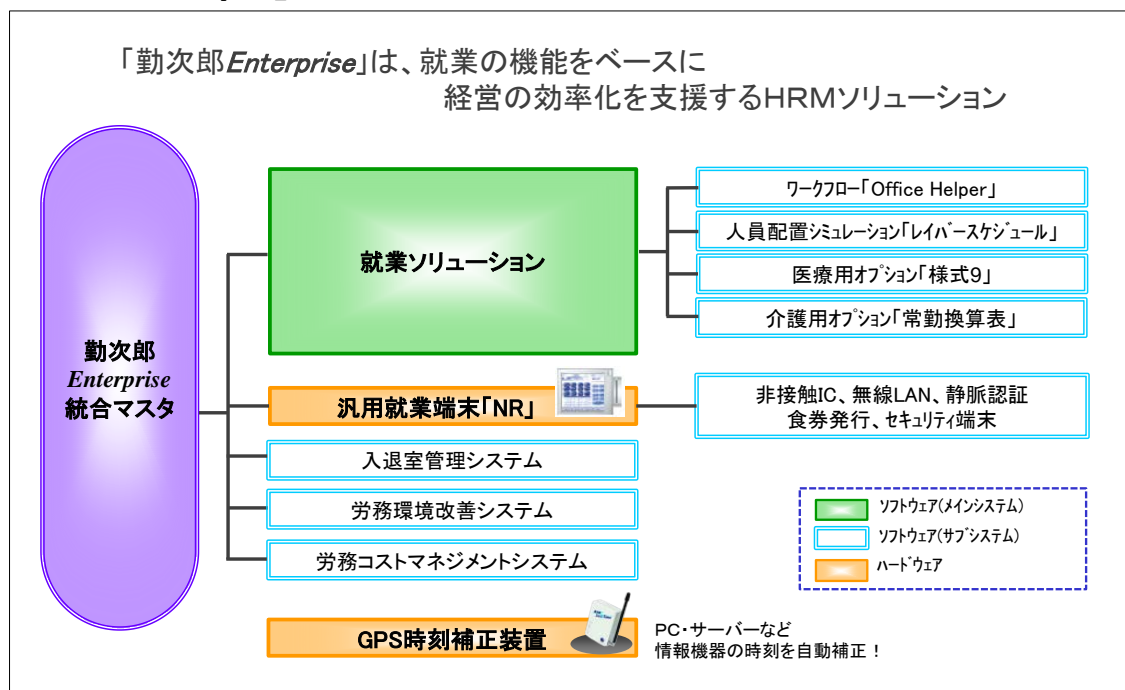 「勤次郎Enterprise」は、就業の機能をベースに
経営の効率化を支援するHRMソリューション
勤次郎
Enterprise
統合マスタ
就業ソリューション
ワークフロー「Office Helper」
人員配置シミュレーション「レイバースケジュール」
医療用オプション「様式9」
介護用オプション「常勤換算表」
汎用就業端末「NR」
非接触IC、無線LAN、静脈認証
食券発行、セキュリティ端末
入退室管理システム
労務環境改善システム
労務コストマネジメントシステム
ソフトウェア(メインシステム)
ソフトウェア(サブシステム)
ハードウェア
GPS時刻補正装置
PC・サーバーなど
情報機器の時刻を自動補正！